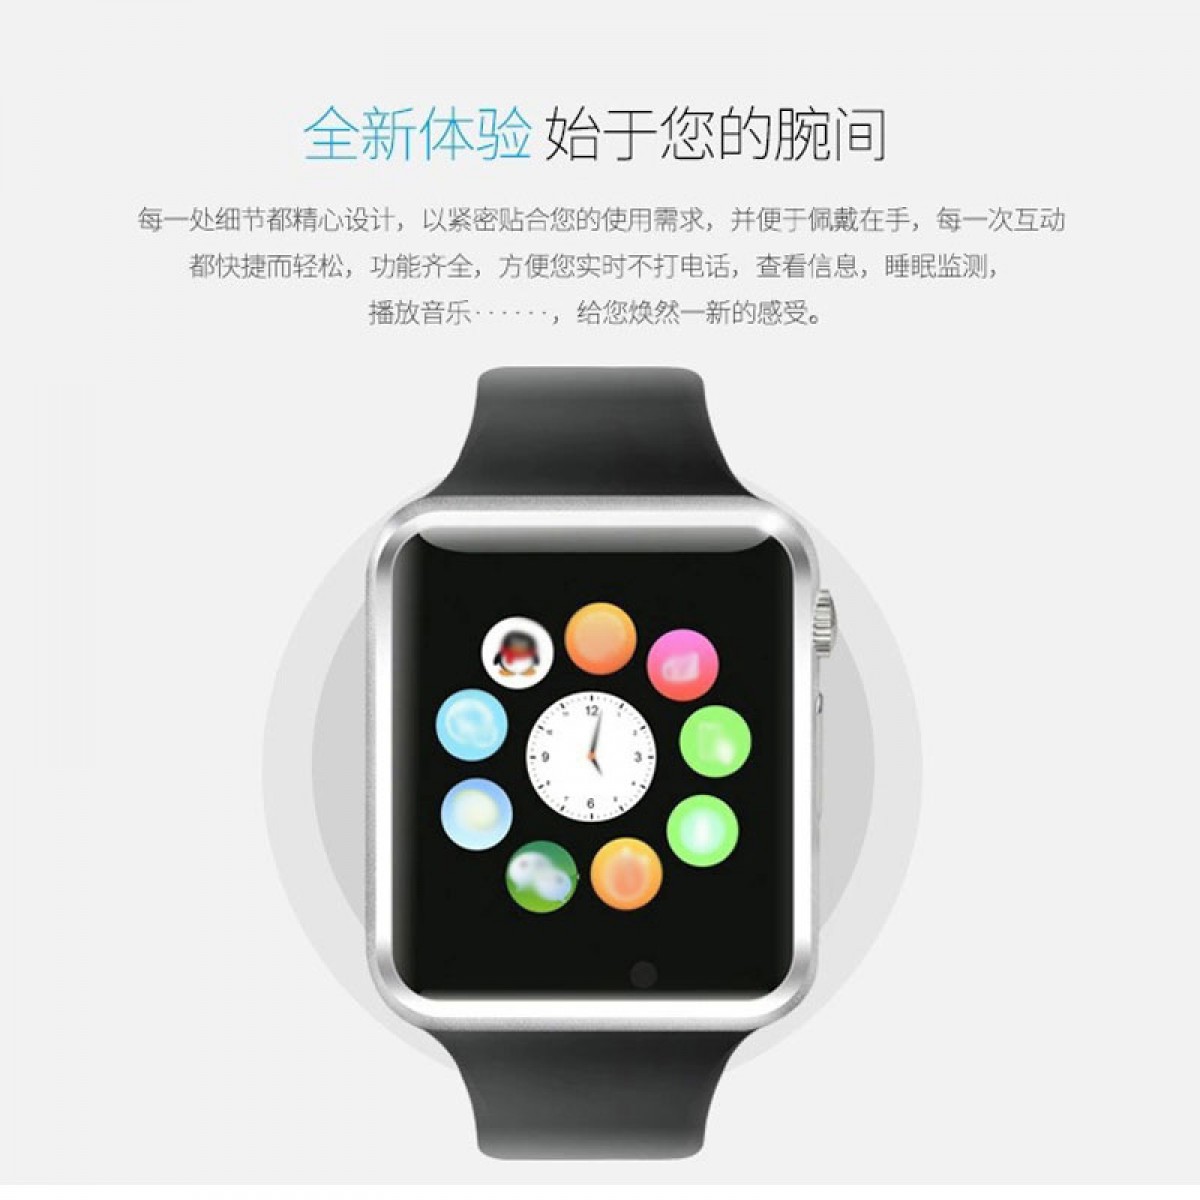 全新体验 始于您的腕间
每一处细节都精心设计，以紧密贴合您的使用需求，并便于佩戴在手，每一次互动
都快捷而轻松，功能齐全，方便您实时不打电话，查看信息，睡眠监测，
播放音乐······，给您焕然一新的感受。
12
9 3
6